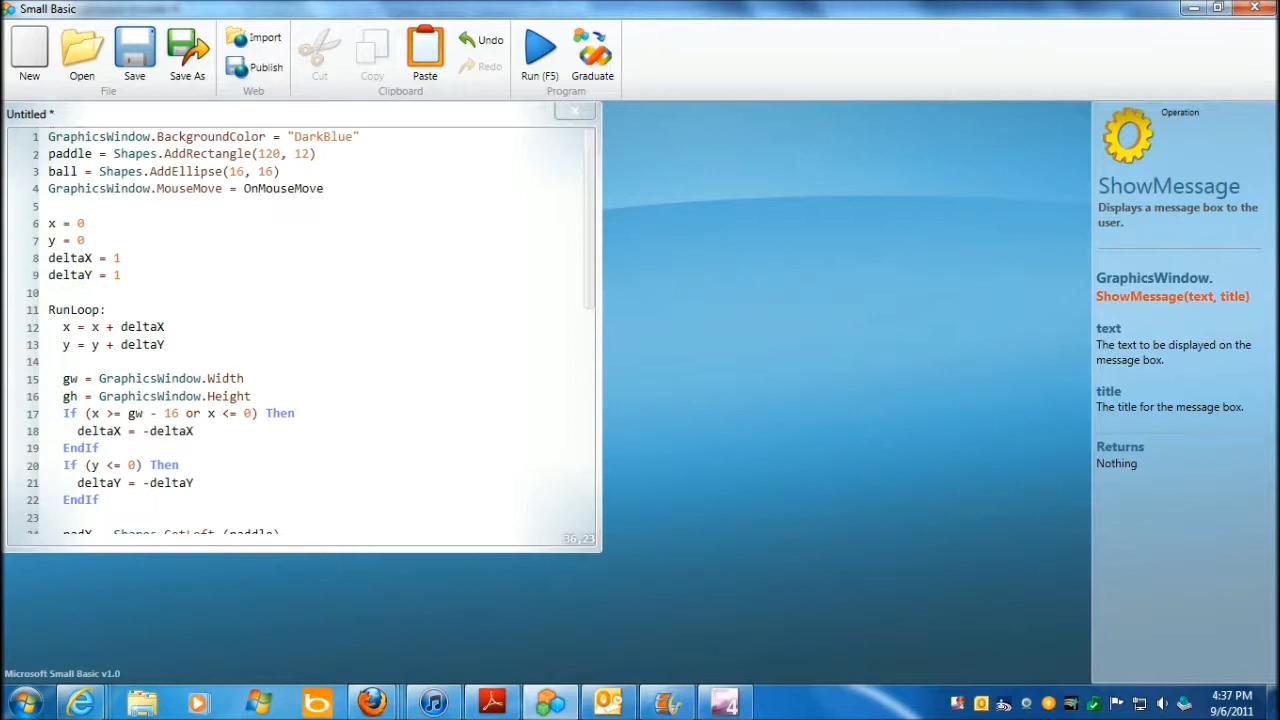 Small Basic
New
Open
Save
Save As
File
Import
Publish
Web
Cut
Copy
Paste
Undo
Redo
Clipboard
Run (F5)
Graduate
Program
Untitled *
1 GraphicsWindow.BackgroundColor = "DarkBlue"
2 paddle = Shapes.AddRectangle(120, 12)
3 ball = Shapes.AddEllipse(16, 16)
4 GraphicsWindow.MouseMove = OnMouseMove
5
6 x = 0
7 y = 0
8 deltaX = 1
9 deltaY = 1
10
11 RunLoop:
12 x = x + deltaX
13 y = y + deltaY
14
15 gw = GraphicsWindow.Width
16 gh = GraphicsWindow.Height
17 If (x >= gw - 16 or x <= 0) Then
18 deltaX = -deltaX
19 EndIf
20 If (y <= 0) Then
21 deltaY = -deltaY
22 EndIf
23
24 padX = Shapes.GetLeft (paddle)
36,23
Operation
ShowMessage
Displays a message box to the
user.
GraphicsWindow.
ShowMessage(text, title)
text
The text to be displayed on the
message box.
title
The title for the message box.
Returns
Nothing
Microsoft Small Basic v1.0
4:37 PM
9/6/2011